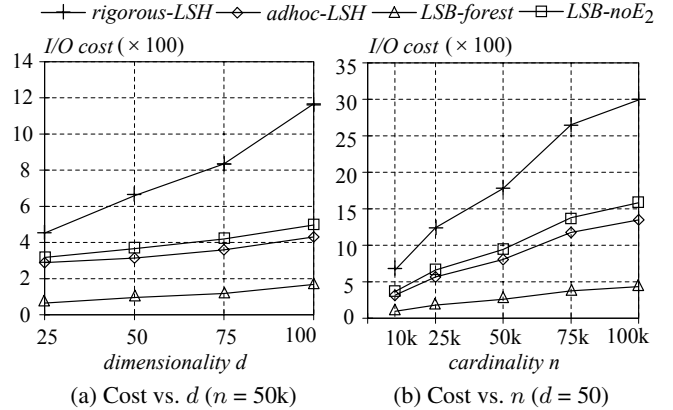 rigorous-LSH adhoc-LSH LSB-forest LSB-noE2
I/O cost (× 100)
14
12
10
8
6
4
2
0
25 50 75 100
dimensionality d
(a) Cost vs. d (n = 50k)
I/O cost (× 100)
35
30
25
20
15
10
5
0
10k 25k 50k 75k 100k
cardinality n
(b) Cost vs. n (d = 50)